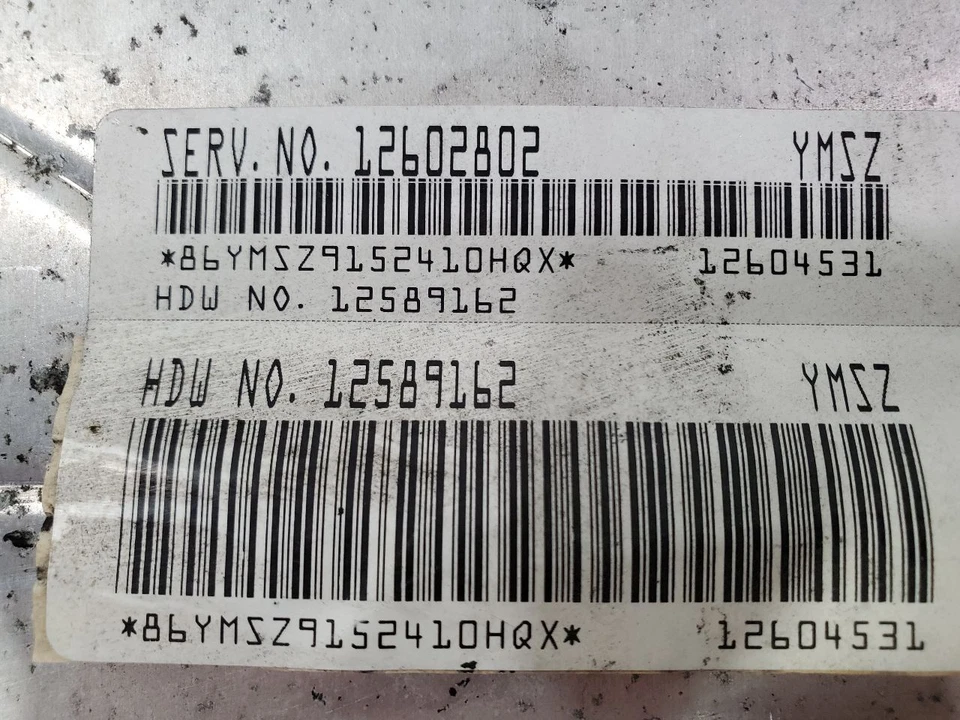 SERV. NO. 12602802 YMSZ
*86YMSZ9152410HQX* 12604531
HDW NO. 12589162
HDW NO. 12589162 YMSZ
*86YMSZ9152410HQX* 12604531